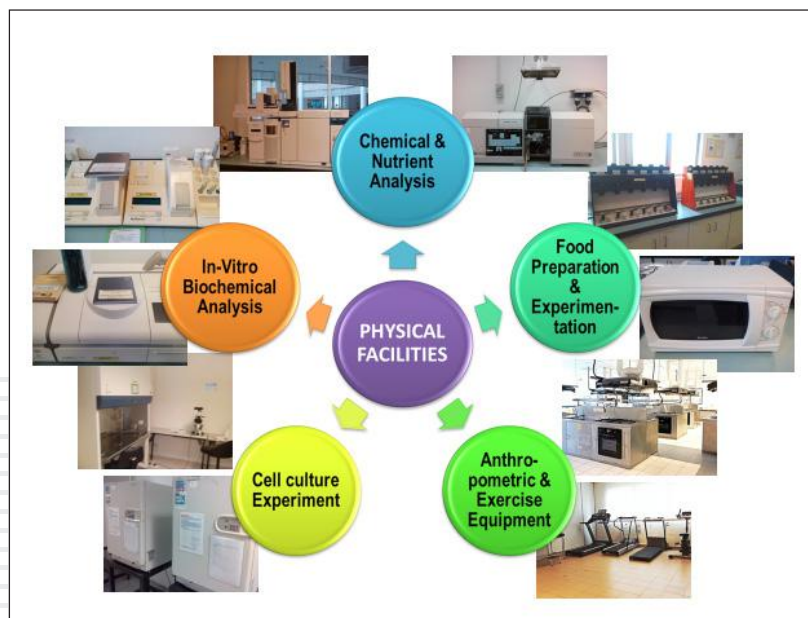 Chemical &
Nutrient
Analysis
In-Vitro
Biochemical
Analysis
Food
Preparation
&
Experimen-
tation
PHYSICAL
FACILITIES
Cell culture
Experiment
Anthro-
pometric &
Exercise
Equipment